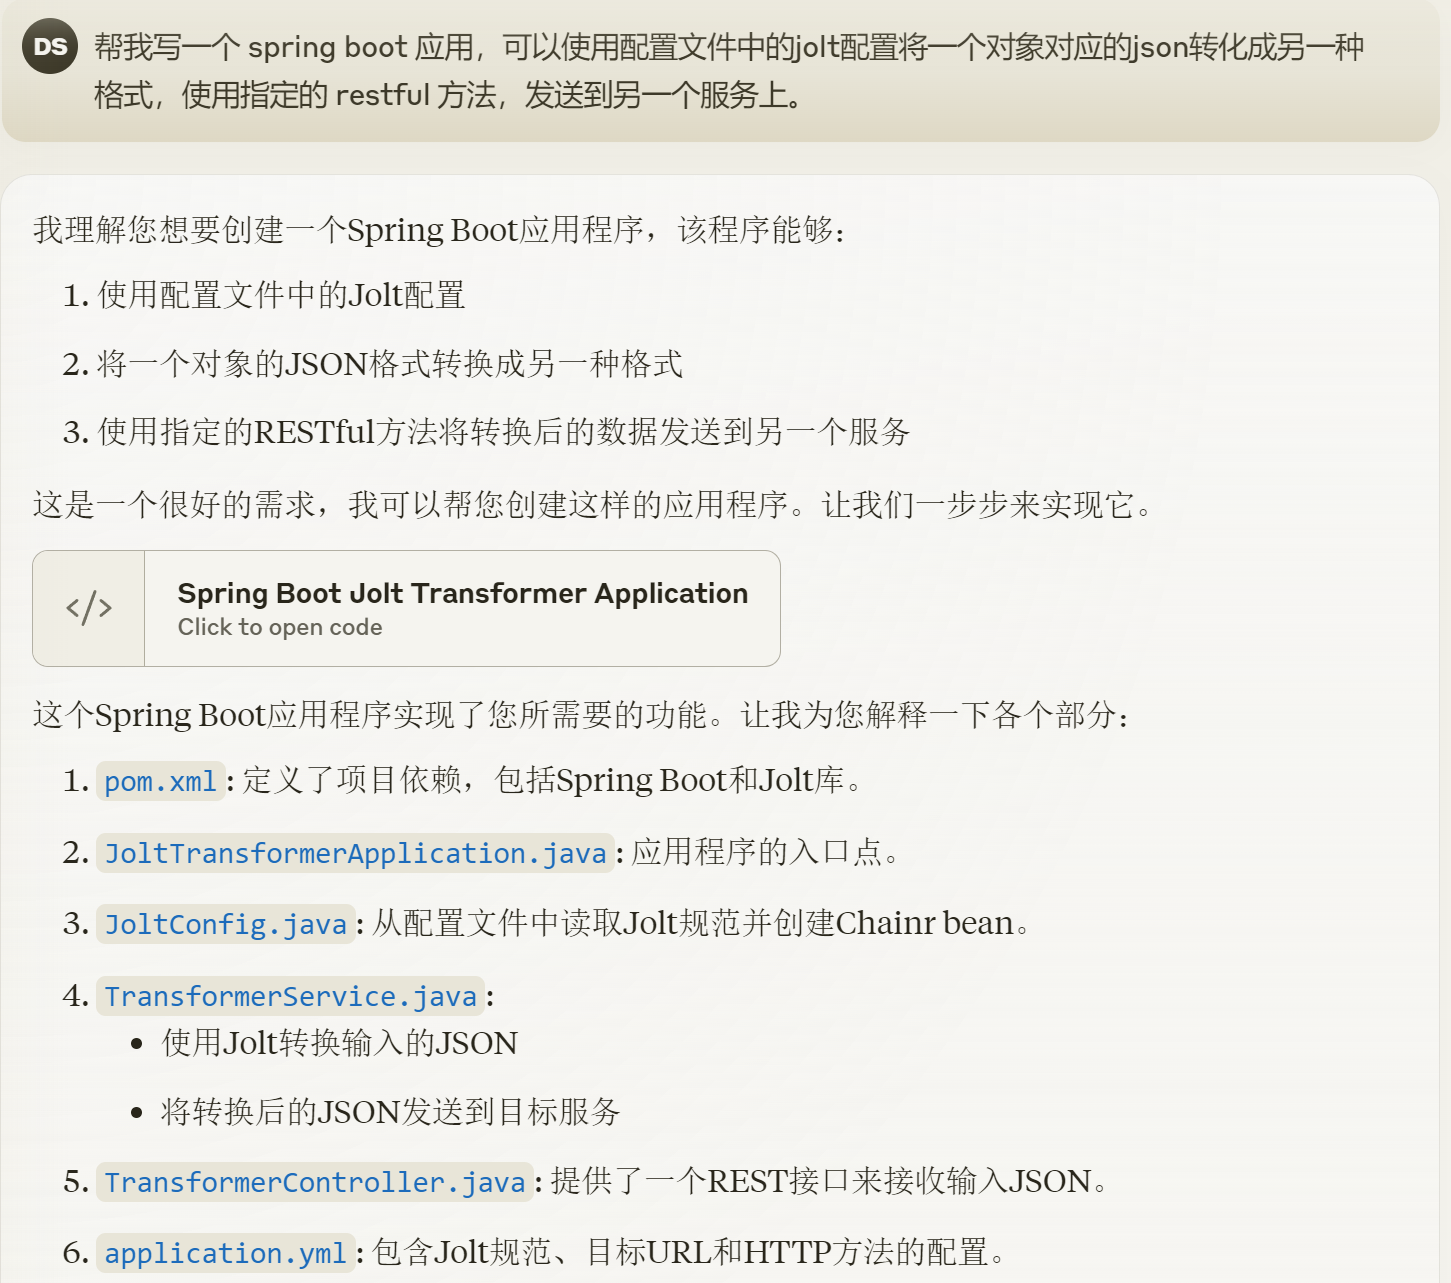 DS
帮我写一个 spring boot 应用，可以使用配置文件中的jolt配置将一个对象对应的json转化成另一种
格式，使用指定的 restful 方法，发送到另一个服务上。
我理解您想要创建一个Spring Boot应用程序，该程序能够：
1. 使用配置文件中的Jolt配置
2. 将一个对象的JSON格式转换成另一种格式
3. 使用指定的RESTful方法将转换后的数据发送到另一个服务
这是一个很好的需求，我可以帮您创建这样的应用程序。让我们一步步来实现它。
</>
Spring Boot Jolt Transformer Application
Click to open code
这个Spring Boot应用程序实现了您所需要的功能。让我为您解释一下各个部分：
1. pom.xml: 定义了项目依赖，包括Spring Boot和Jolt库。
2. JoltTransformerApplication.java: 应用程序的入口点。
3. JoltConfig.java: 从配置文件中读取Jolt规范并创建Chainr bean。
4. TransformerService.java:
• 使用Jolt转换输入的JSON
• 将转换后的JSON发送到目标服务
5. TransformerController.java: 提供了一个REST接口来接收输入JSON。
6. application.yml: 包含Jolt规范、目标URL和HTTP方法的配置。